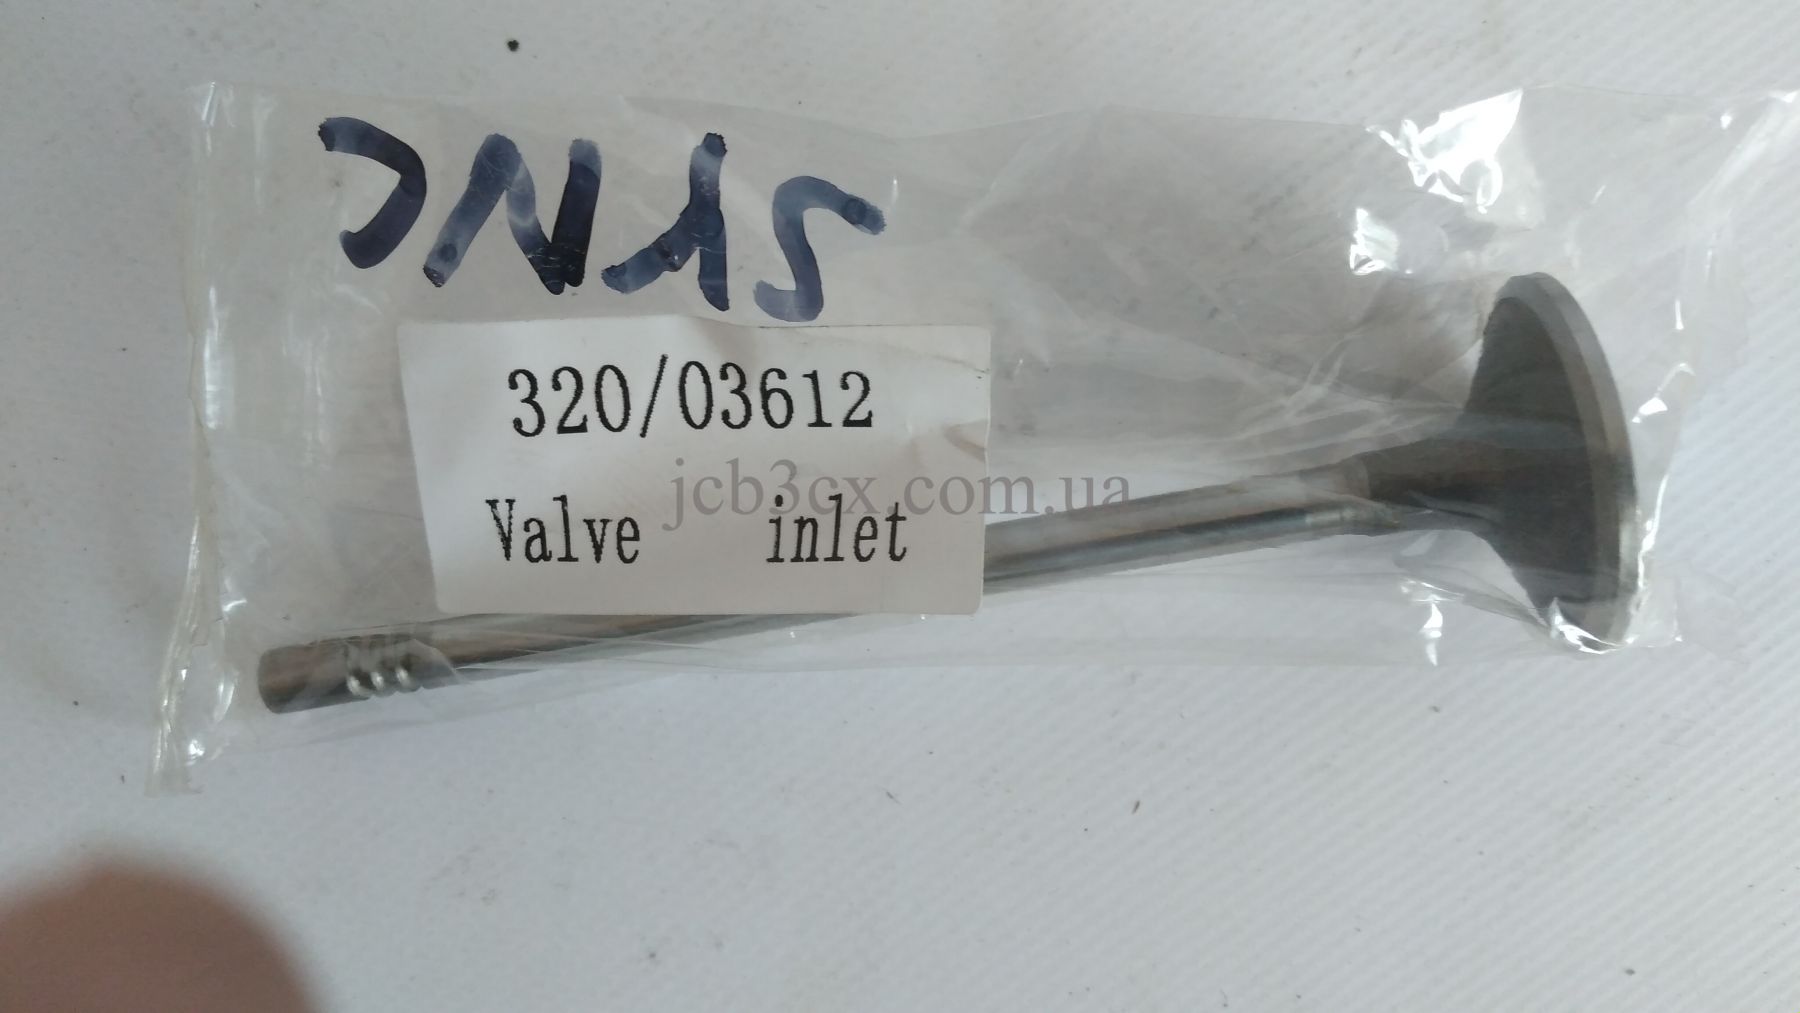 SYNC
320/03612
Valve inlet
jcb3cx.com.ua